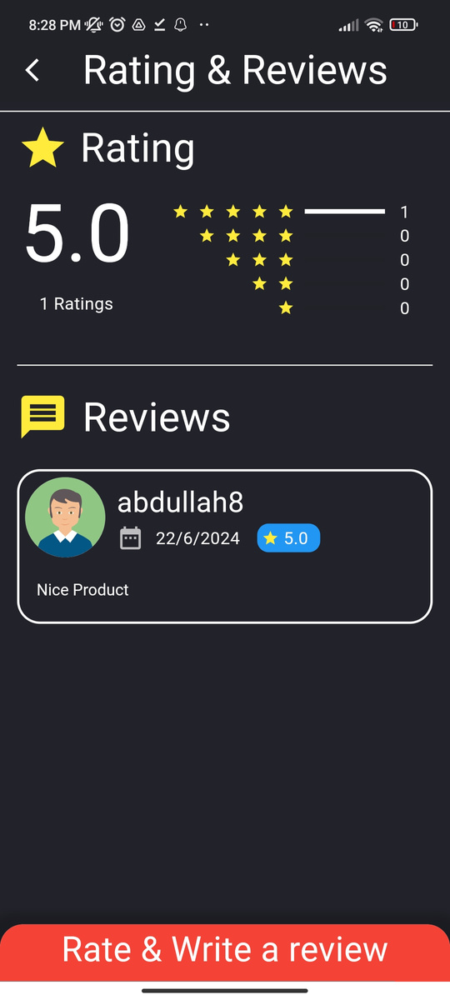 8:28 PM
10
Rating & Reviews
Rating
5.0
1
0
0
0
0
1 Ratings
Reviews
abdullah8
22/6/2024 5.0
Nice Product
Rate & Write a review